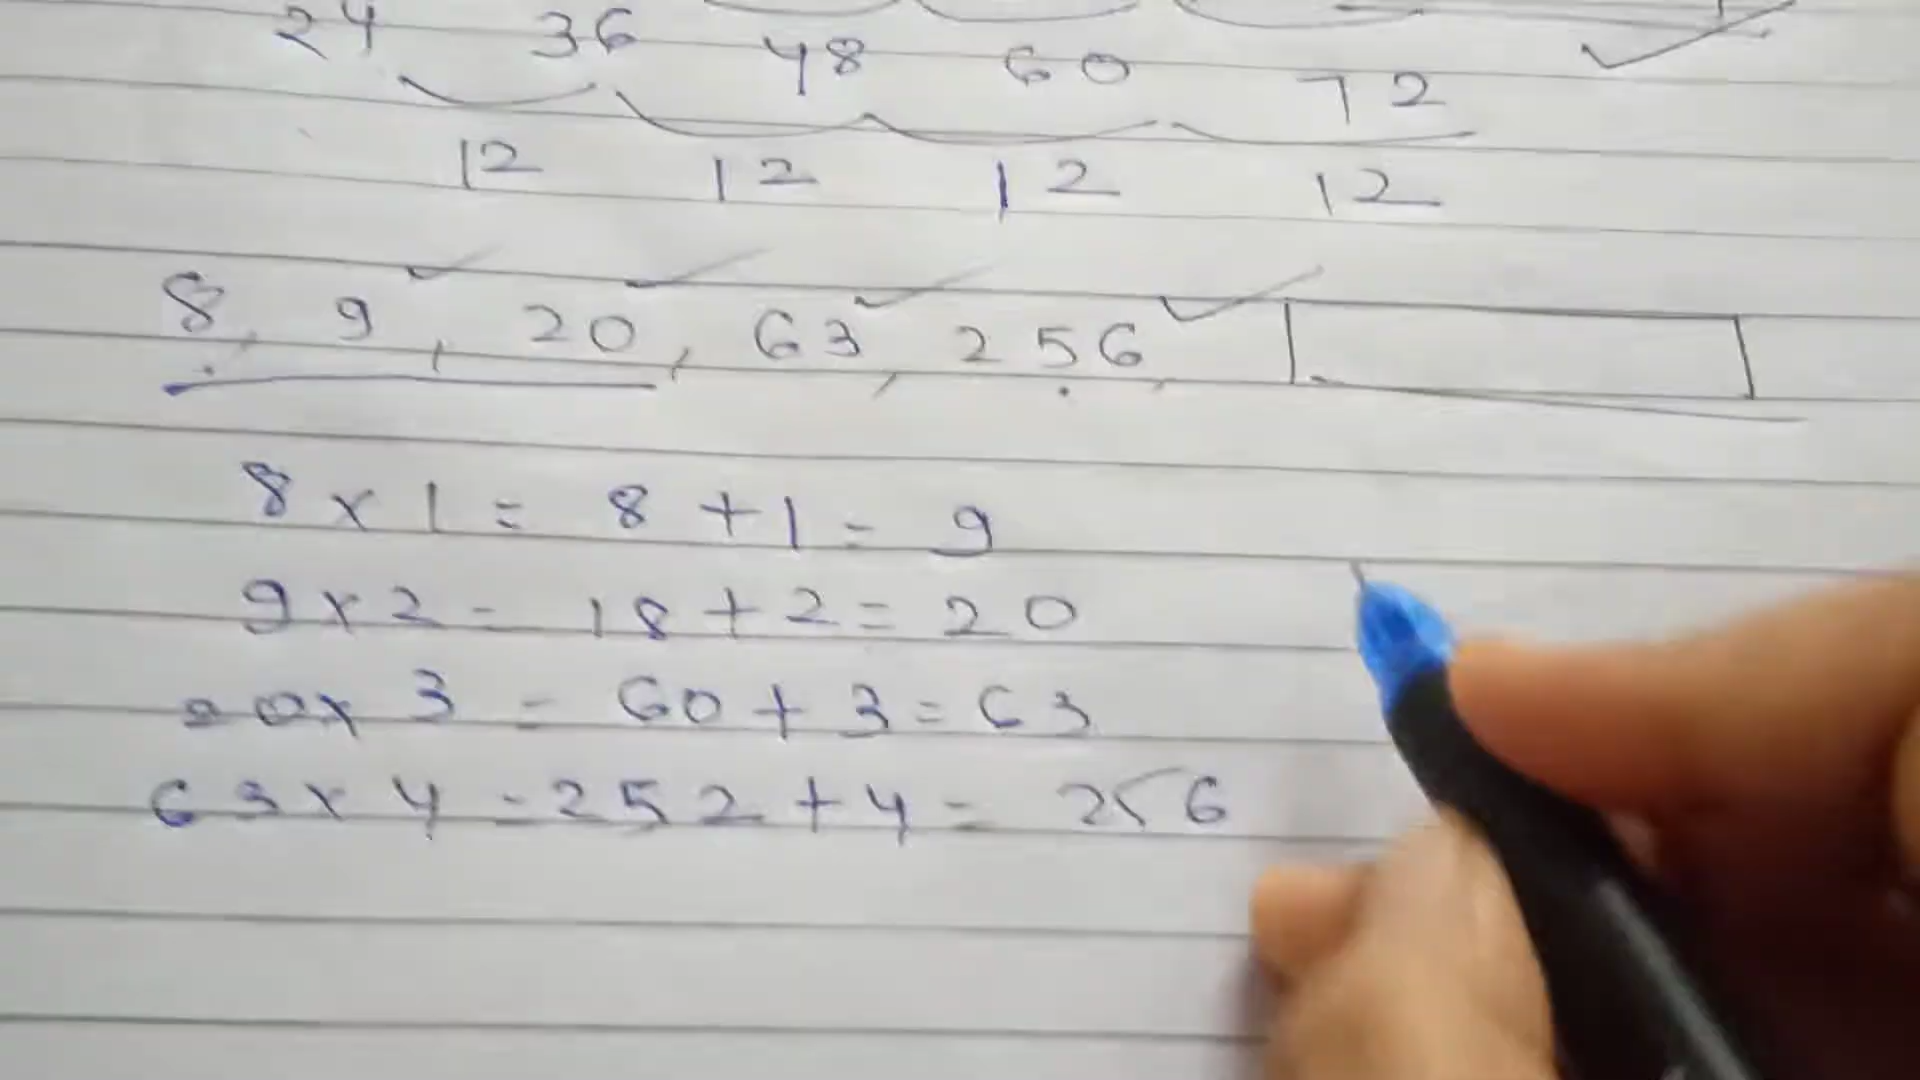 24 36 48 60 72
12 12 12 12
8, 9, 20, 63, 256,
8 x 1 = 8 + 1 = 9
9 x 2 = 18 + 2 = 20
20 x 3 = 60 + 3 = 63
63 x 4 = 252 + 4 = 256